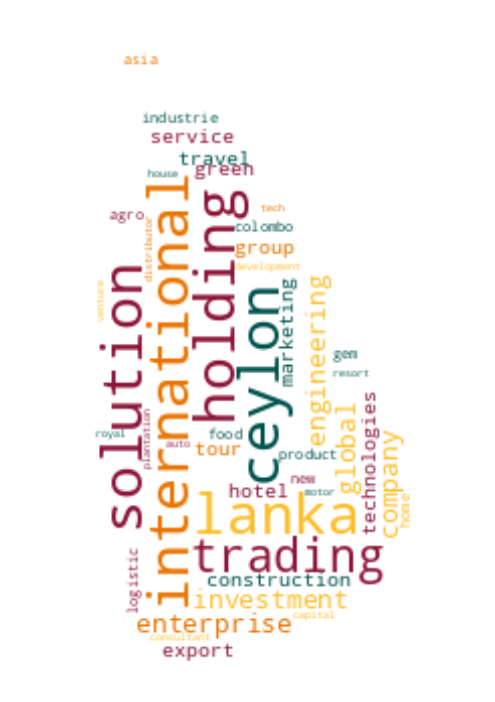 asia
industrie
service
travel
house
green
international
holding
tech
agro
distributor
colombo
group
development
solution
venture
ceylon
marketing
engineering
gem
resort
technologies
global
company
royal
plantation
auto
food
tour
product
new
hotel
motor
home
lanka
trading
logistic
construction
investment
capital
enterprise
consultant
export